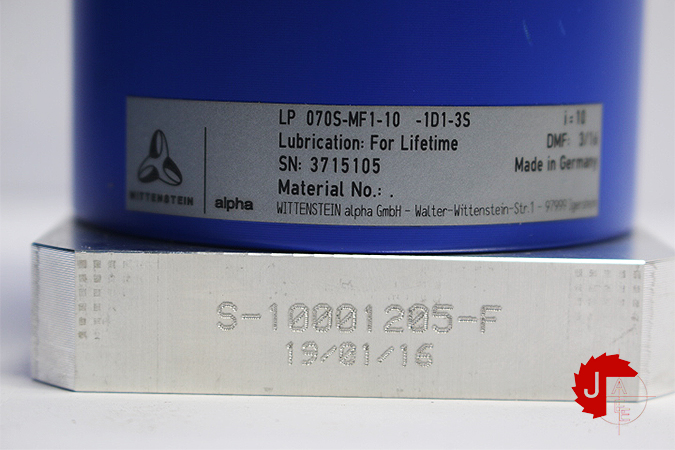 LP 070S-MF1-10 -1D1-3S i=10
Lubrication: For Lifetime DMF: 3/16
SN: 3715105 Made in Germany
Material No.: .
WITTENSTEIN alpha
WITTENSTEIN alpha GmbH - Walter-Wittenstein-Str.1 - 97999 Igersheim
S-10001205-F
19/01/16
J